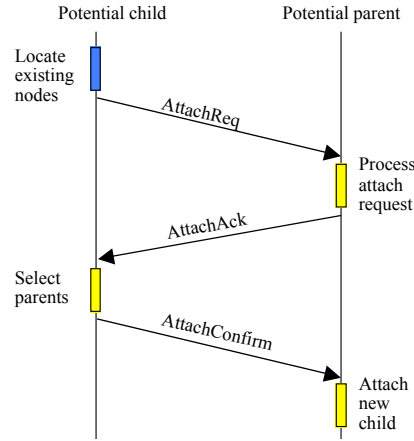 Potential child
Potential parent
Locate
existing
nodes
AttachReq
Process
attach
request
AttachAck
Select
parents
AttachConfirm
Attach
new
child